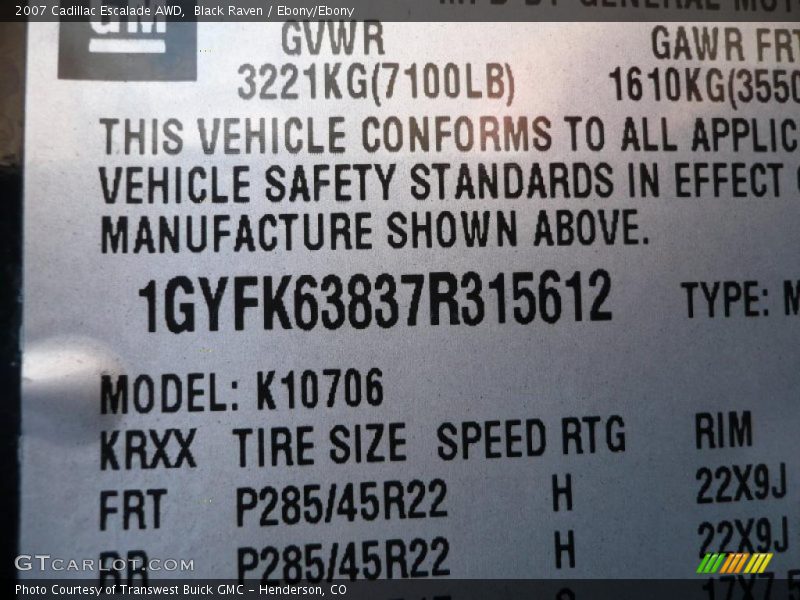 2007 Cadillac Escalade AWD, Black Raven / Ebony/Ebony
GM
GVWR GAWR FRT
3221KG(7100LB) 1610KG(3550
THIS VEHICLE CONFORMS TO ALL APPLIC
VEHICLE SAFETY STANDARDS IN EFFECT
MANUFACTURE SHOWN ABOVE.
1GYFK63837R315612 TYPE: M
MODEL: K10706
KRXX TIRE SIZE SPEED RTG RIM
FRT P285/45R22 H 22X9J
RR P285/45R22 H 22X9J
GTCARLOT.COM
Photo Courtesy of Transwest Buick GMC – Henderson, CO